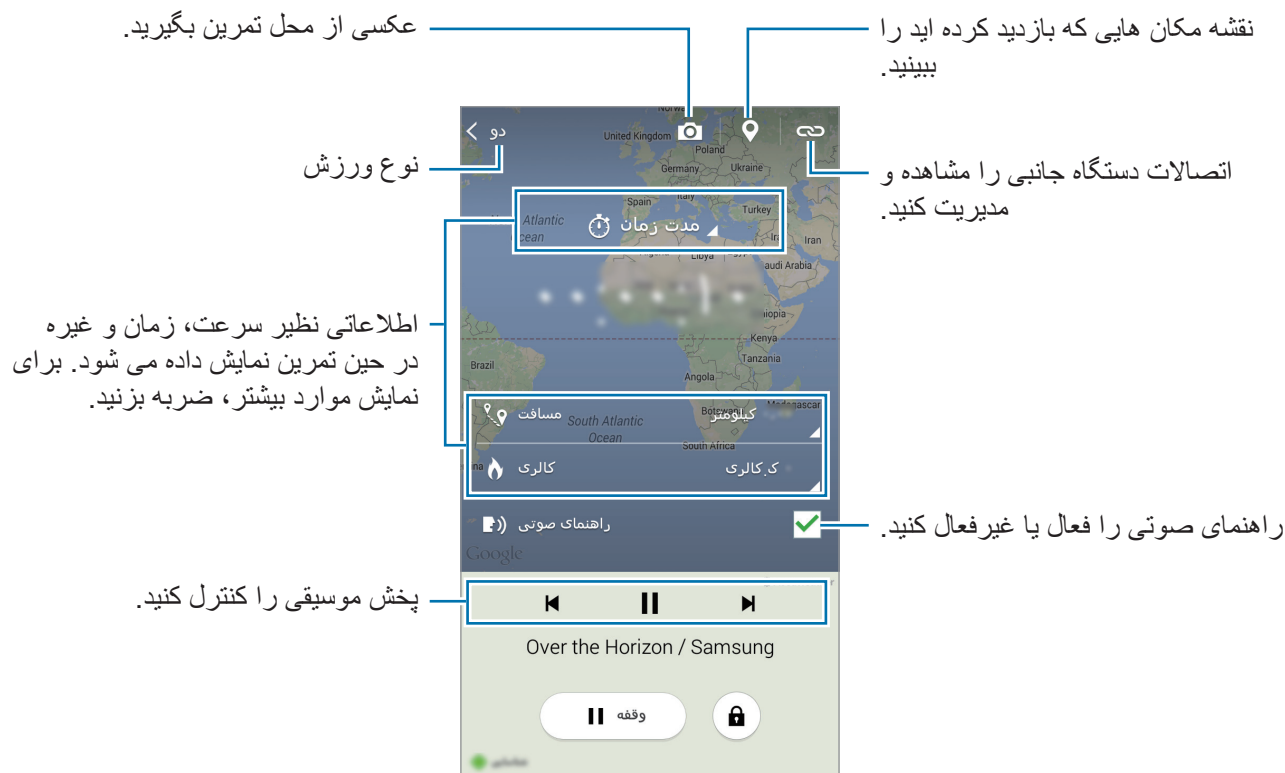 عکسی از محل تمرین بگیرید.
نقشه مکان هایی که بازدید کرده اید را
ببینید.
نوع ورزش
اتصالات دستگاه جانبی را مشاهده و
مدیریت کنید.
اطلاعاتی نظیر سرعت، زمان و غیره
در حین تمرین نمایش داده می شود. برای
نمایش موارد بیشتر، ضربه بزنید.
راهنمای صوتی را فعال یا غیرفعال کنید.
پخش موسیقی را کنترل کنید.
دو
United Kingdom
Poland
Germany
Ukraine
Spain
Italy
Turkey
Atlantic
مدت زمان
Iran
Libya
audi Arabia
Kenya
Tanzania
Brazil
Angola
مسافت
کیلومتر
South Atlantic
Ocean
South Africa
کالری
ک.کالری
راهنمای صوتی
Google
Over the Horizon / Samsung
وقفه